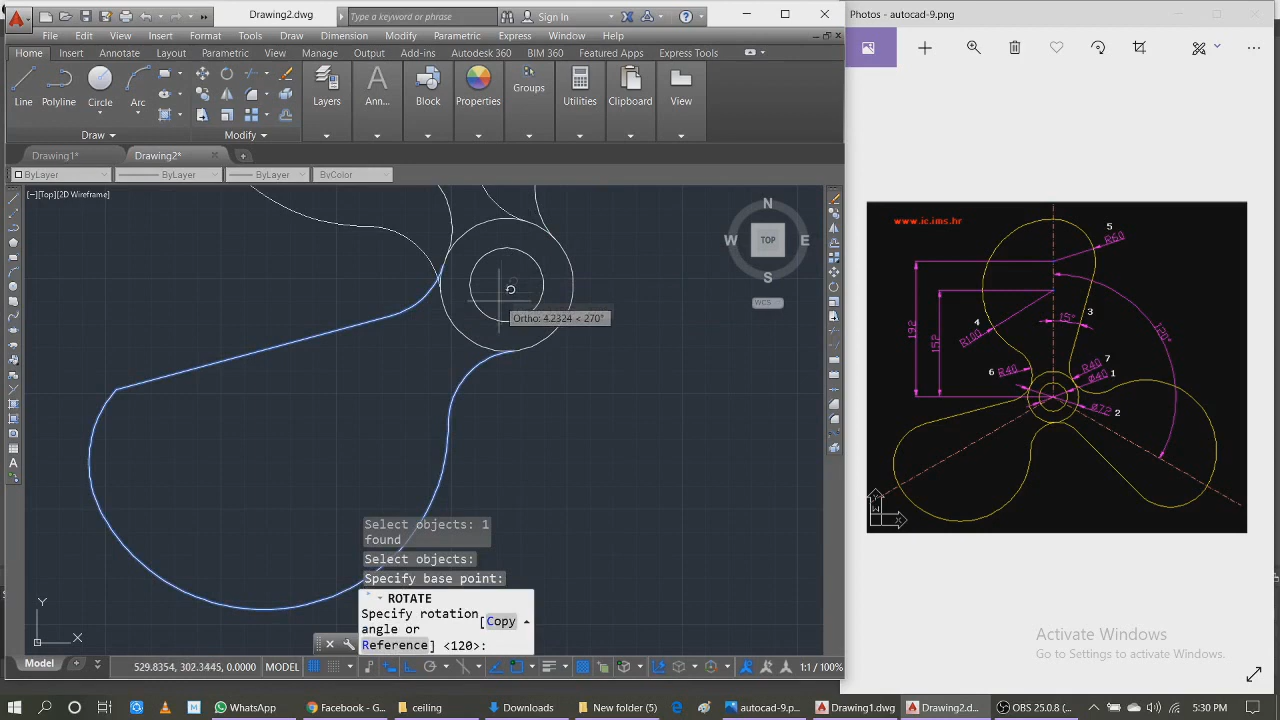 Drawing2.dwg
Type a keyword or phrase
Sign In
Photos - autocad-9.png
File Edit View Insert Format Tools Draw Dimension Modify Parametric Express Window Help
Home Insert Annotate Layout Parametric View Manage Output Add-ins Autodesk 360 BIM 360 Featured Apps Express Tools
Line Polyline Circle Arc
Layers Ann... Block Properties Groups Utilities Clipboard View
Draw Modify
Drawing1* Drawing2*
ByLayer ByLayer ByLayer ByColor
[−][Top][2D Wireframe]
N
W TOP E
S
WCS
Ortho: 4.2324 < 270°
Select objects: 1
found
Select objects:
Specify base point:
ROTATE
Specify rotation
angle or
[Copy
Reference] <120>:
Y
X
Model
529.8354, 302.3445, 0.0000 MODEL
1:1 / 100%
www.ic.ims.hr
5
R60
192
152
4
R100
15°
3
120°
6
R40
R40
7
Ø40
1
Ø72
2
Y
W
X
Activate Windows
Go to Settings to activate Windows.
WhatsApp
Facebook - G...
ceiling
Downloads
New folder (5)
autocad-9.pn...
Drawing1.dwg
Drawing2.d...
OBS 25.0.8 (...
5:30 PM